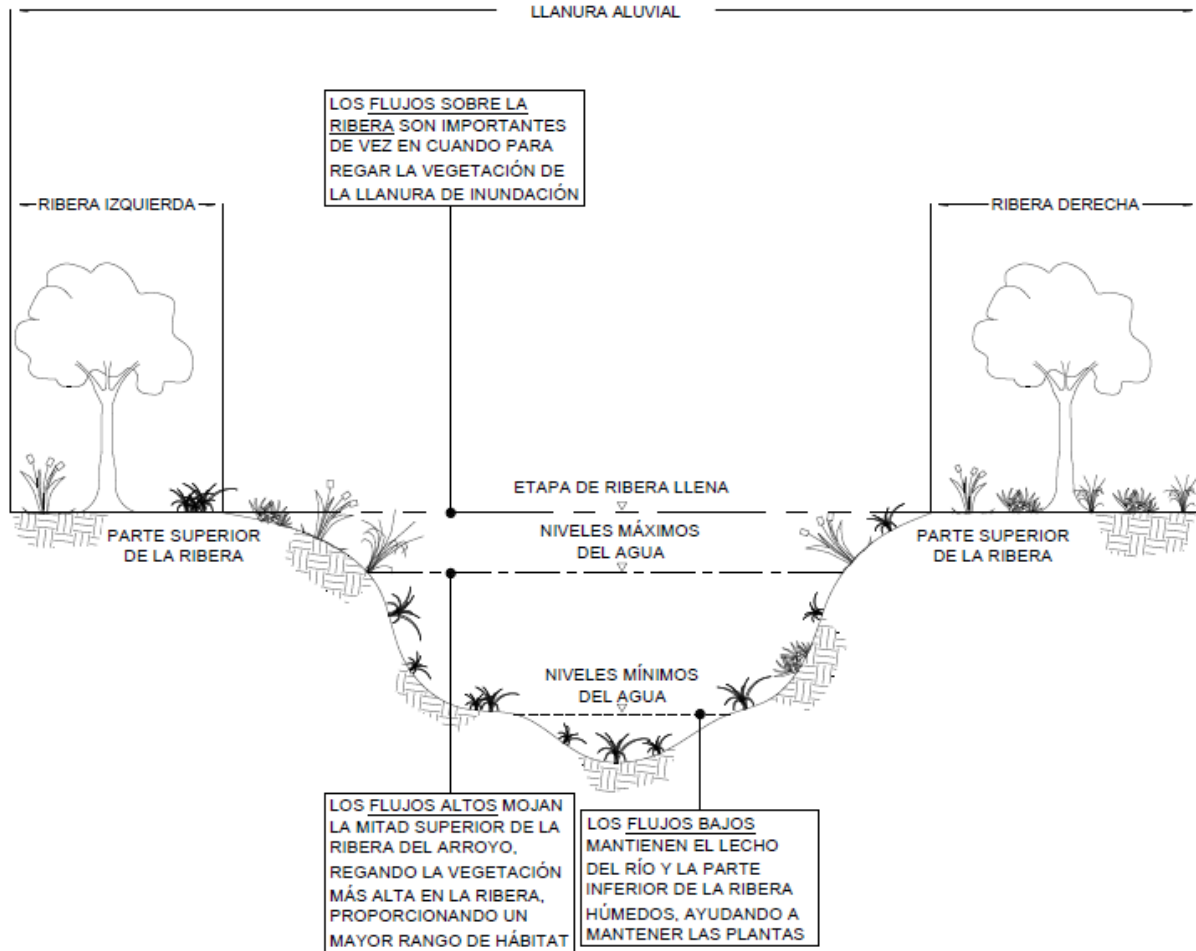 LLANURA ALUVIAL
LOS FLUJOS SOBRE LA
RIBERA SON IMPORTANTES
DE VEZ EN CUANDO PARA
REGAR LA VEGETACIÓN DE
LA LLANURA DE INUNDACIÓN
RIBERA IZQUIERDA
RIBERA DERECHA
ETAPA DE RIBERA LLENA
NIVELES MÁXIMOS
DEL AGUA
PARTE SUPERIOR
DE LA RIBERA
PARTE SUPERIOR
DE LA RIBERA
NIVELES MÍNIMOS
DEL AGUA
LOS FLUJOS ALTOS MOJAN
LA MITAD SUPERIOR DE LA
RIBERA DEL ARROYO,
REGANDO LA VEGETACIÓN
MÁS ALTA EN LA RIBERA,
PROPORCIONANDO UN
MAYOR RANGO DE HÁBITAT
LOS FLUJOS BAJOS
MANTIENEN EL LECHO
DEL RÍO Y LA PARTE
INFERIOR DE LA RIBERA
HÚMEDOS, AYUDANDO A
MANTENER LAS PLANTAS